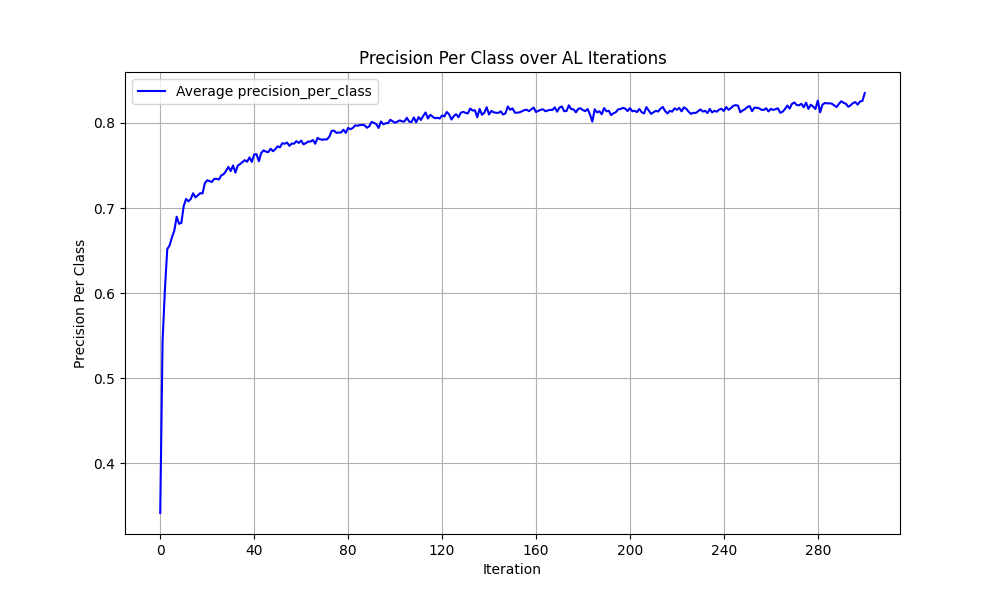 Precision Per Class over AL Iterations
Average precision_per_class
Precision Per Class
0.8
0.7
0.6
0.5
0.4
0 40 80 120 160 200 240 280
Iteration